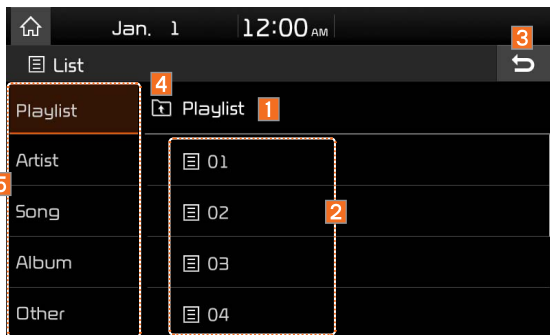 Jan. 1 12:00 AM
3
List
4
Playlist
Playlist 1
Artist
01
5
Song
02
2
Album
03
Other
04